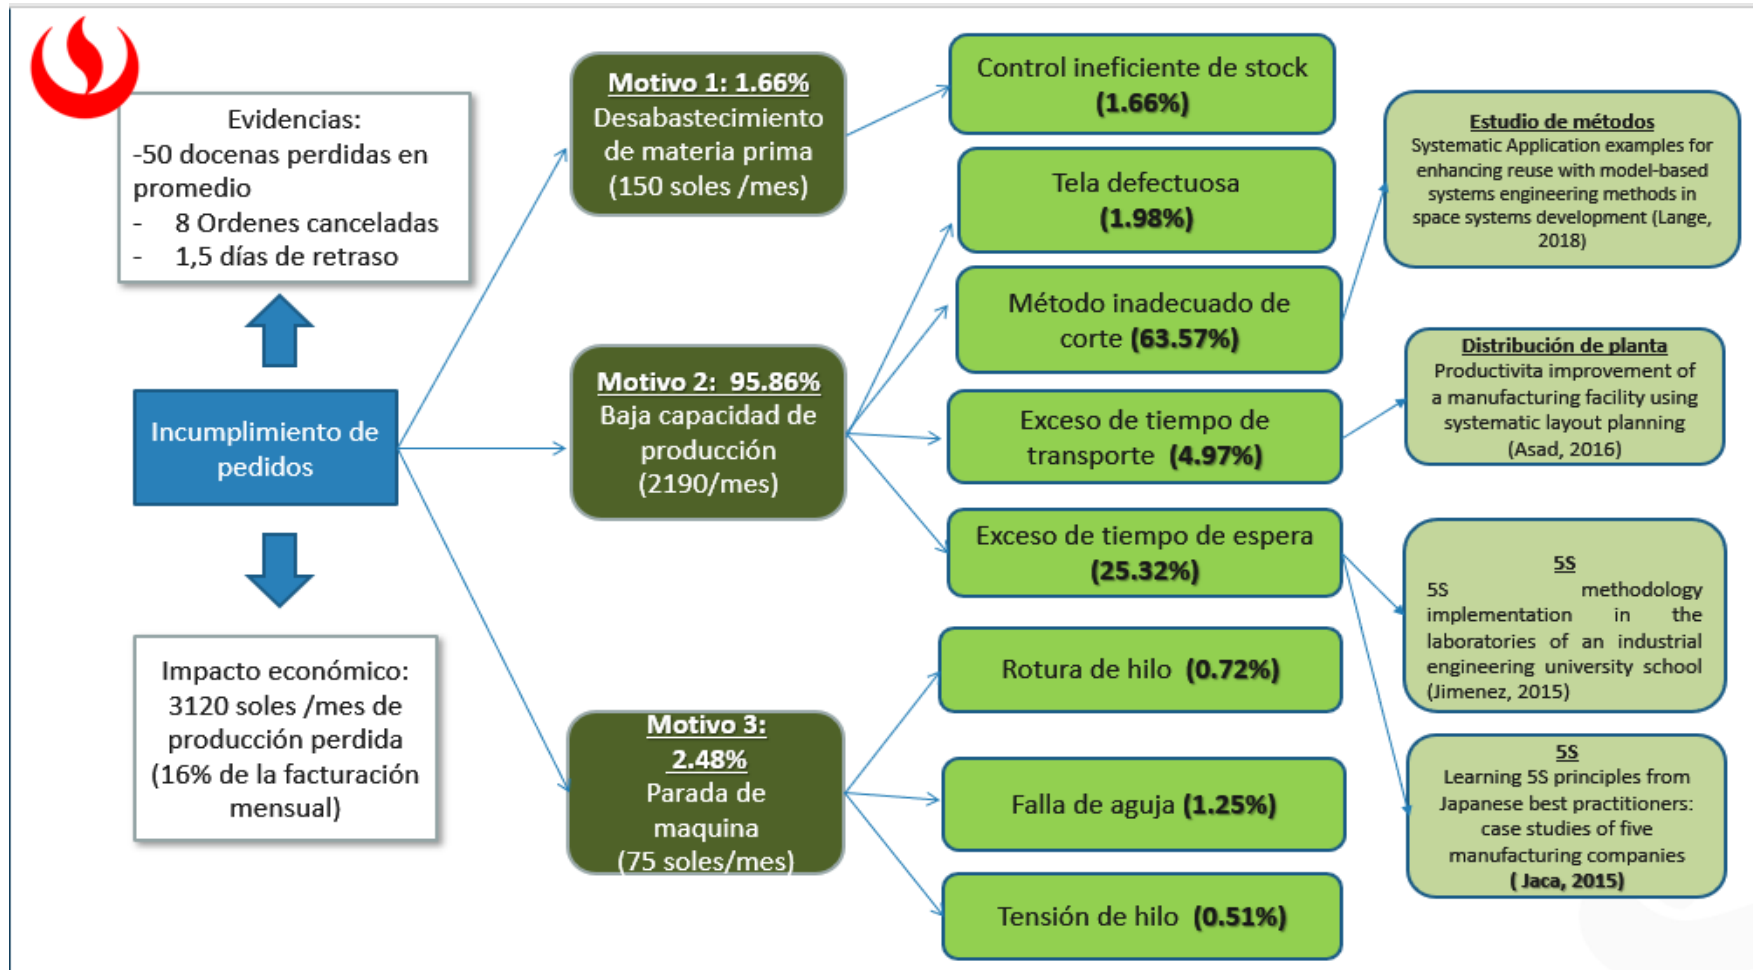 Evidencias:
-50 docenas perdidas en
promedio
- 8 Ordenes canceladas
- 1,5 días de retraso
Incumplimiento de
pedidos
Impacto económico:
3120 soles /mes de
producción perdida
(16% de la facturación
mensual)
Motivo 1: 1.66%
Desabastecimiento
de materia prima
(150 soles /mes)
Motivo 2: 95.86%
Baja capacidad de
producción
(2190/mes)
Motivo 3:
2.48%
Parada de
maquina
(75 soles/mes)
Control ineficiente de stock
(1.66%)
Tela defectuosa
(1.98%)
Método inadecuado de
corte (63.57%)
Exceso de tiempo de
transporte (4.97%)
Exceso de tiempo de espera
(25.32%)
Rotura de hilo (0.72%)
Falla de aguja (1.25%)
Tensión de hilo (0.51%)
Estudio de métodos
Systematic Application examples for
enhancing reuse with model-based
systems engineering methods in
space systems development (Lange,
2018)
Distribución de planta
Productivita improvement of
a manufacturing facility using
systematic layout planning
(Asad, 2016)
5S
5S methodology
implementation in the
laboratories of an industrial
engineering university school
(Jimenez, 2015)
5S
Learning 5S principles from
Japanese best practitioners:
case studies of five
manufacturing companies
( Jaca, 2015)